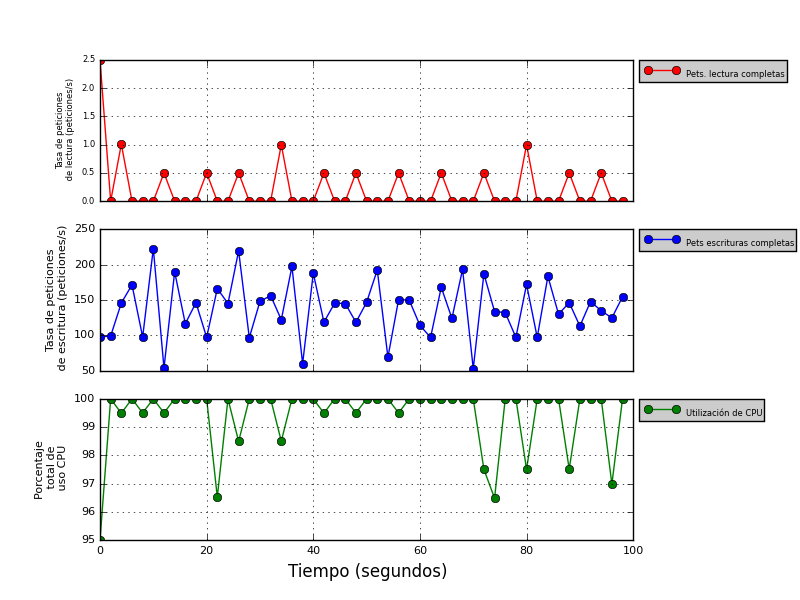 2.5
2.0
1.5
1.0
0.5
0.0
Tasa de peticiones
de lectura (peticiones/s)
Pets. lectura completas
250
200
150
100
50
Tasa de peticiones
de escritura (peticiones/s)
Pets escrituras completas
100
99
98
97
96
95
Porcentaje
total de
uso CPU
Utilización de CPU
0 20 40 60 80 100
Tiempo (segundos)